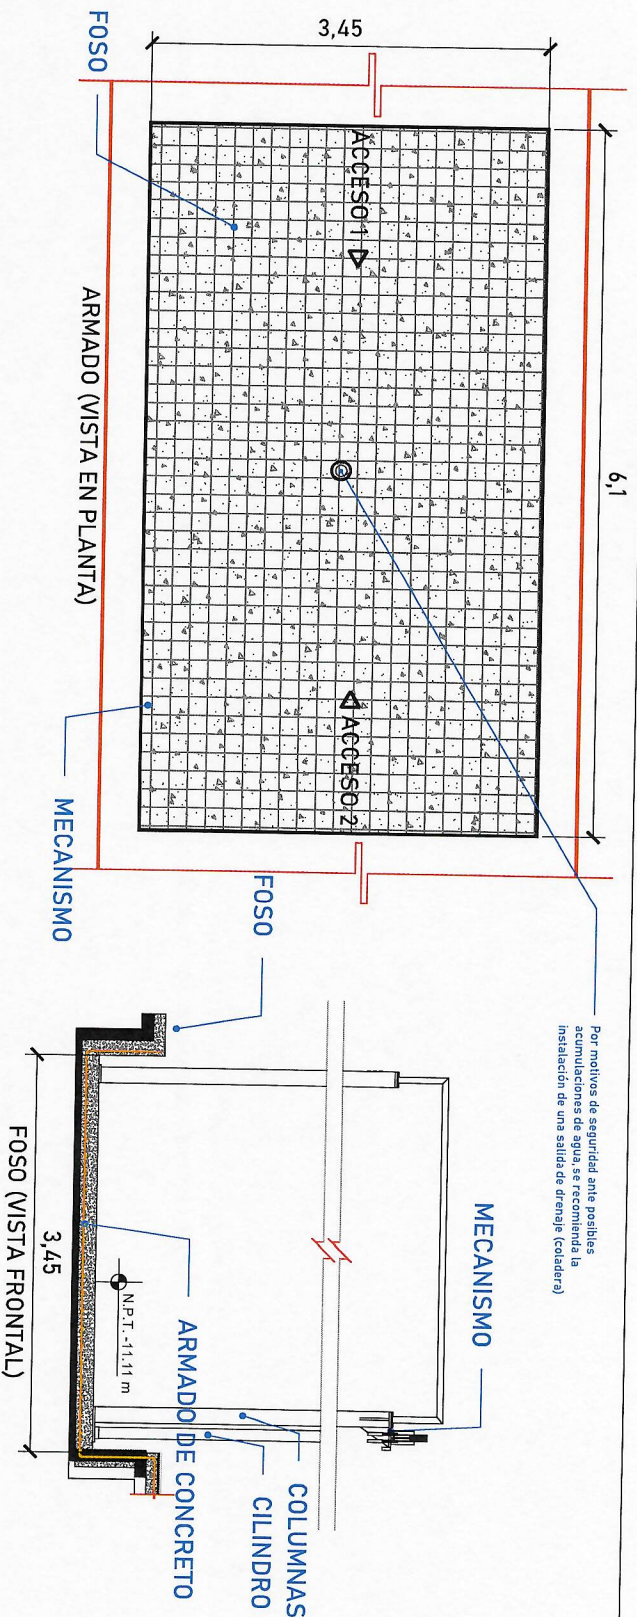 FOSO
3,45
6,1
ACCESO 1
ACCESO 2
ARMADO (VISTA EN PLANTA)
MECANISMO
Por motivos de seguridad ante posibles
acumulaciones de agua, se recomienda la
instalación de una salida de drenaje (coladera)
FOSO
MECANISMO
N.P.T. -11.11 m
COLUMNAS
CILINDRO
ARMADO DE CONCRETO
3,45
FOSO (VISTA FRONTAL)